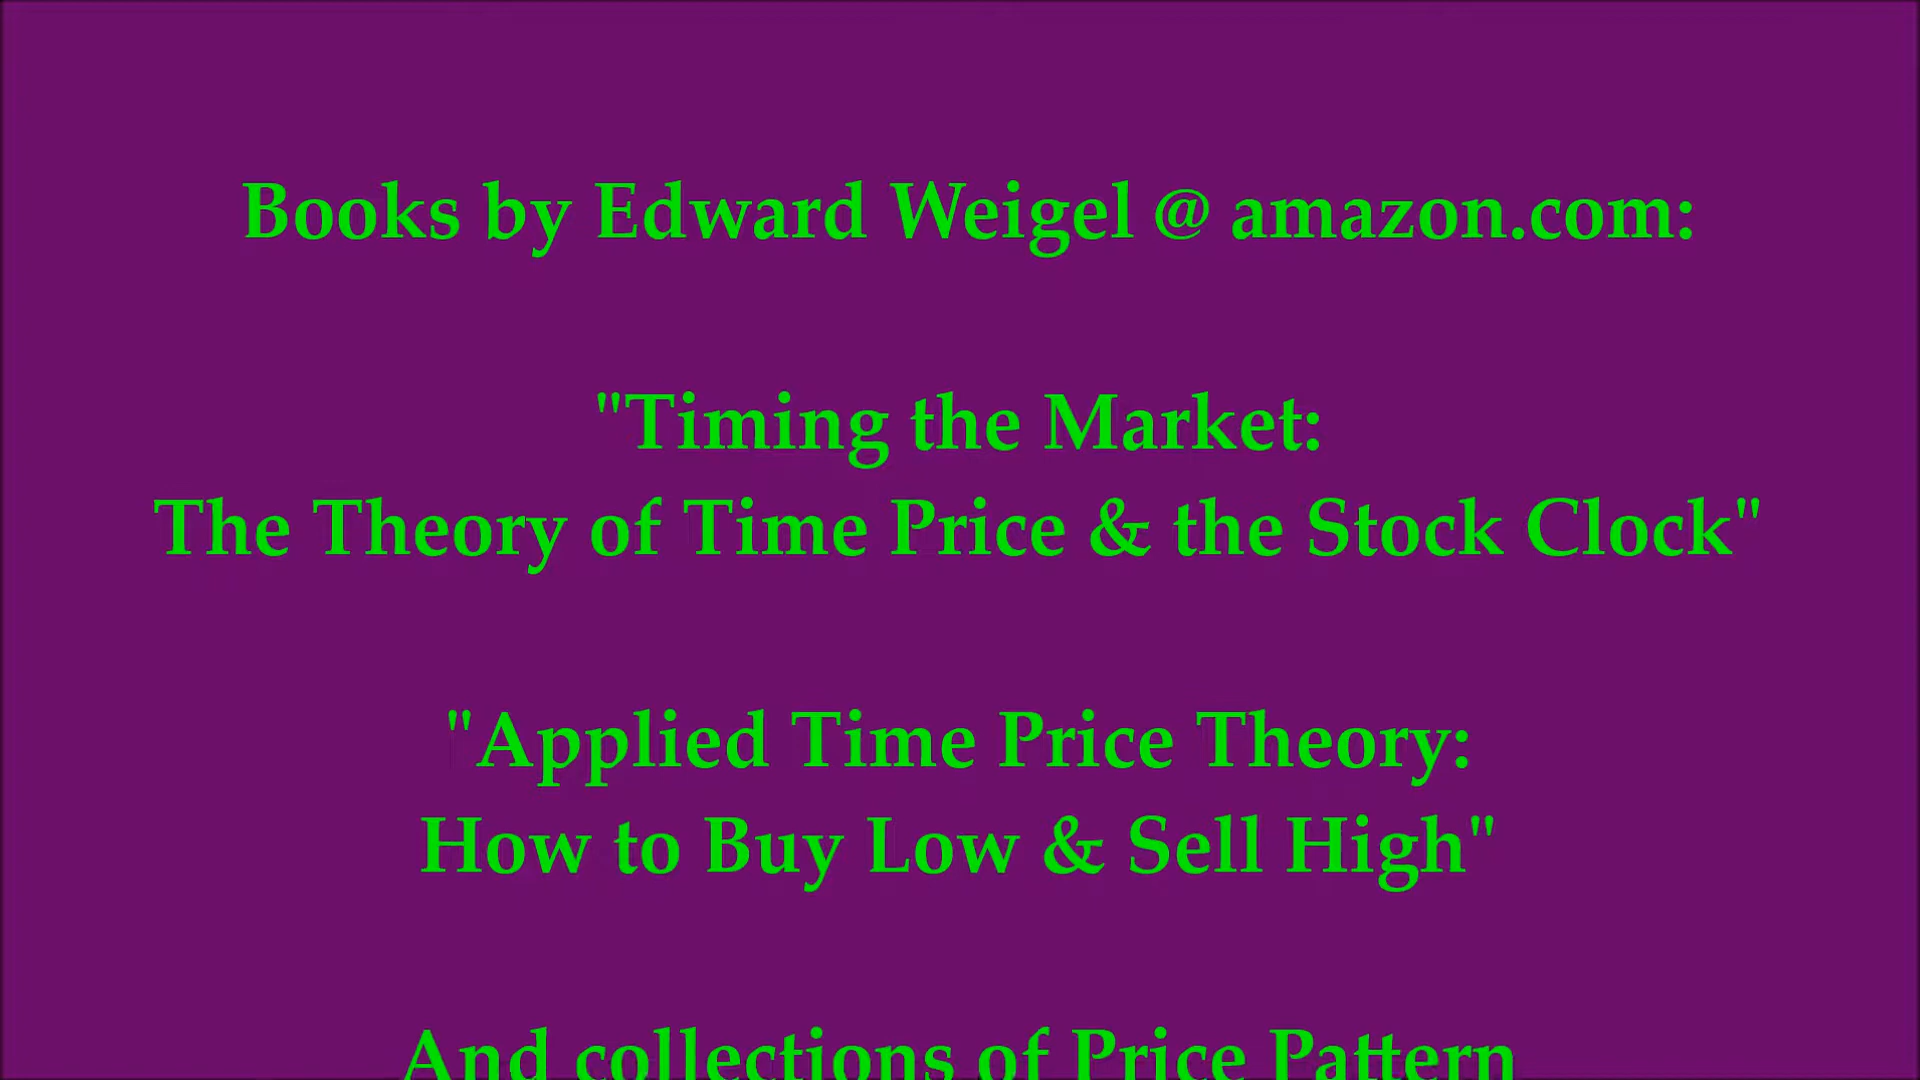 Books by Edward Weigel @ amazon.com:
"Timing the Market:
The Theory of Time Price & the Stock Clock"
"Applied Time Price Theory:
How to Buy Low & Sell High"
And collections of Price Pattern